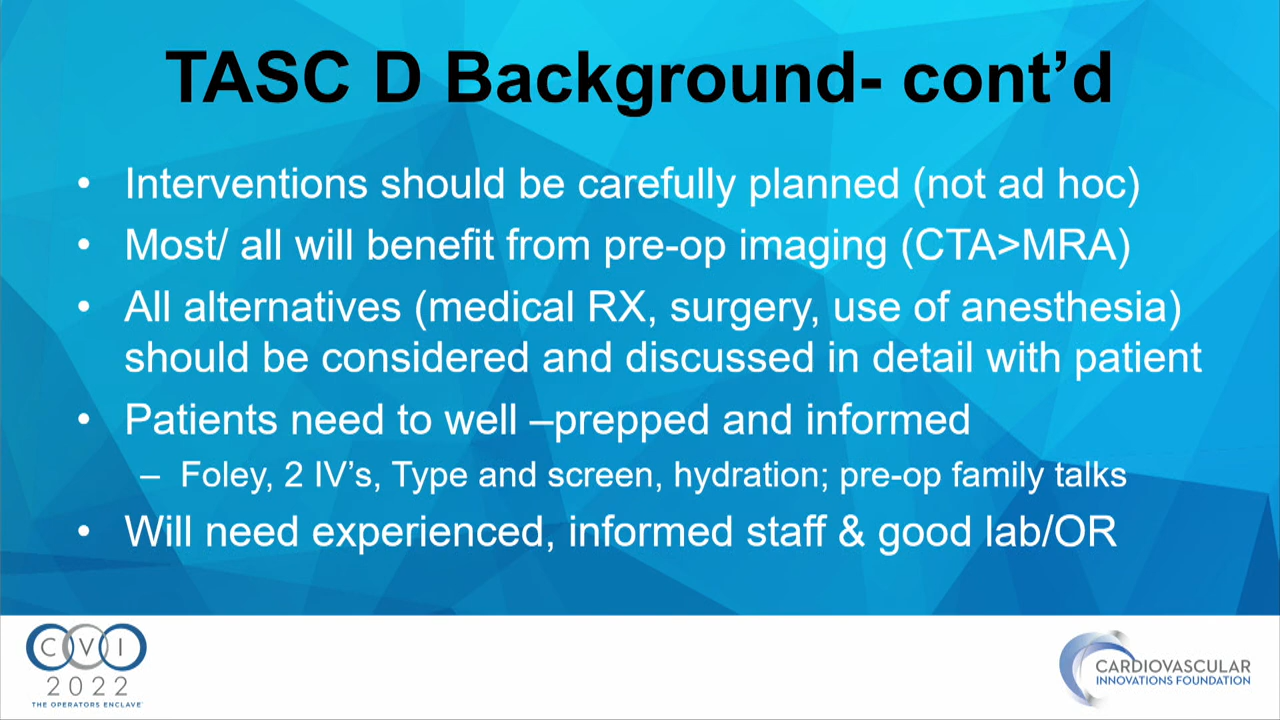 TASC D Background- cont’d
• Interventions should be carefully planned (not ad hoc)
• Most/ all will benefit from pre-op imaging (CTA>MRA)
• All alternatives (medical RX, surgery, use of anesthesia)
should be considered and discussed in detail with patient
• Patients need to well –prepped and informed
– Foley, 2 IV’s, Type and screen, hydration; pre-op family talks
• Will need experienced, informed staff & good lab/OR
CVI
2022
THE OPERATORS ENCLAVE
CARDIOVASCULAR
INNOVATIONS FOUNDATION